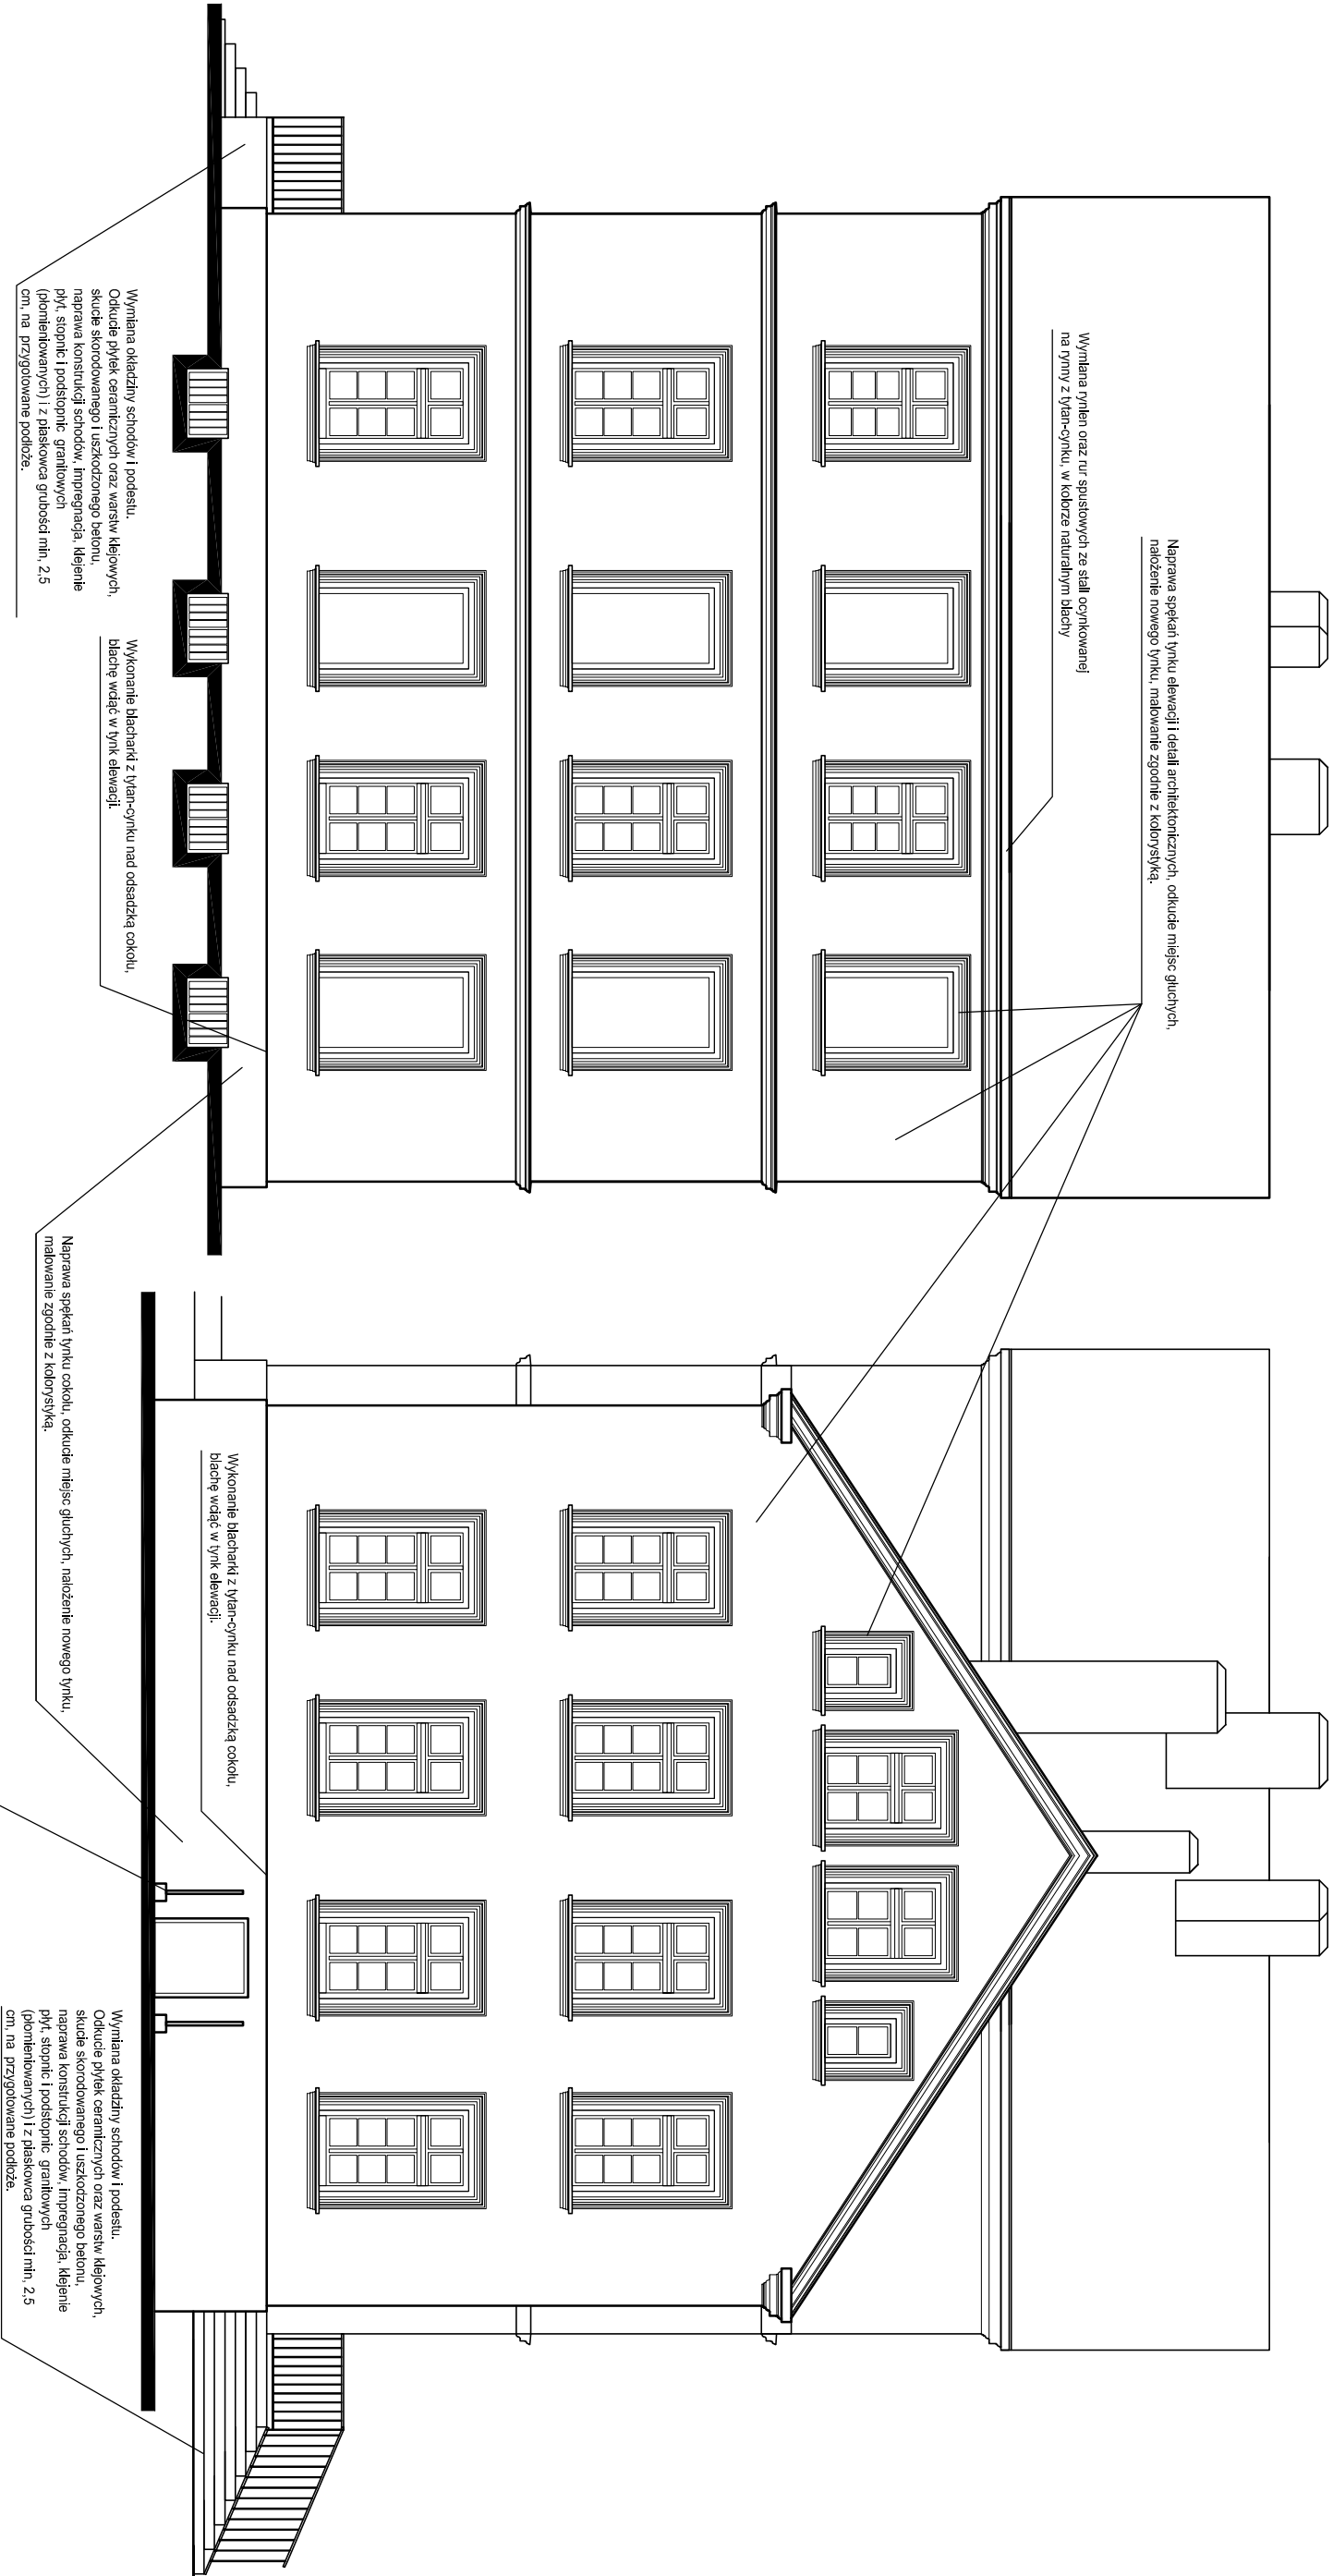 Naprawa spękań tynku elewacji i detali architektonicznych, odkucie miejsc głuchych,
nałożenie nowego tynku, malowanie zgodnie z kolorystyką.
Wymiana rynien oraz rur spustowych ze stali ocynkowanej
na rynny z tytan-cynku, w kolorze naturalnym blachy
Wymiana okładziny schodów i podestu.
Odkucie płytek ceramicznych oraz warstw klejowych,
skucie skorodowanego i uszkodzonego betonu,
naprawa konstrukcji schodów, impregnacja, klejenie
płyt, stopnic i podstopnic granitowych
(płomieniowanych) i z piaskowca grubości min. 2,5
cm, na przygotowane podłoże.
Wykonanie blacharki z tytan-cynku nad odsadzką cokołu,
blachę wciąć w tynk elewacji.
Naprawa spękań tynku cokołu, odkucie miejsc głuchych, nałożenie nowego tynku,
malowanie zgodnie z kolorystyką.
Wykonanie blacharki z tytan-cynku nad odsadzką cokołu,
blachę wciąć w tynk elewacji.
Wymiana okładziny schodów i podestu.
Odkucie płytek ceramicznych oraz warstw klejowych,
skucie skorodowanego i uszkodzonego betonu,
naprawa konstrukcji schodów, impregnacja, klejenie
płyt, stopnic i podstopnic granitowych
(płomieniowanych) i z piaskowca grubości min. 2,5
cm, na przygotowane podłoże.